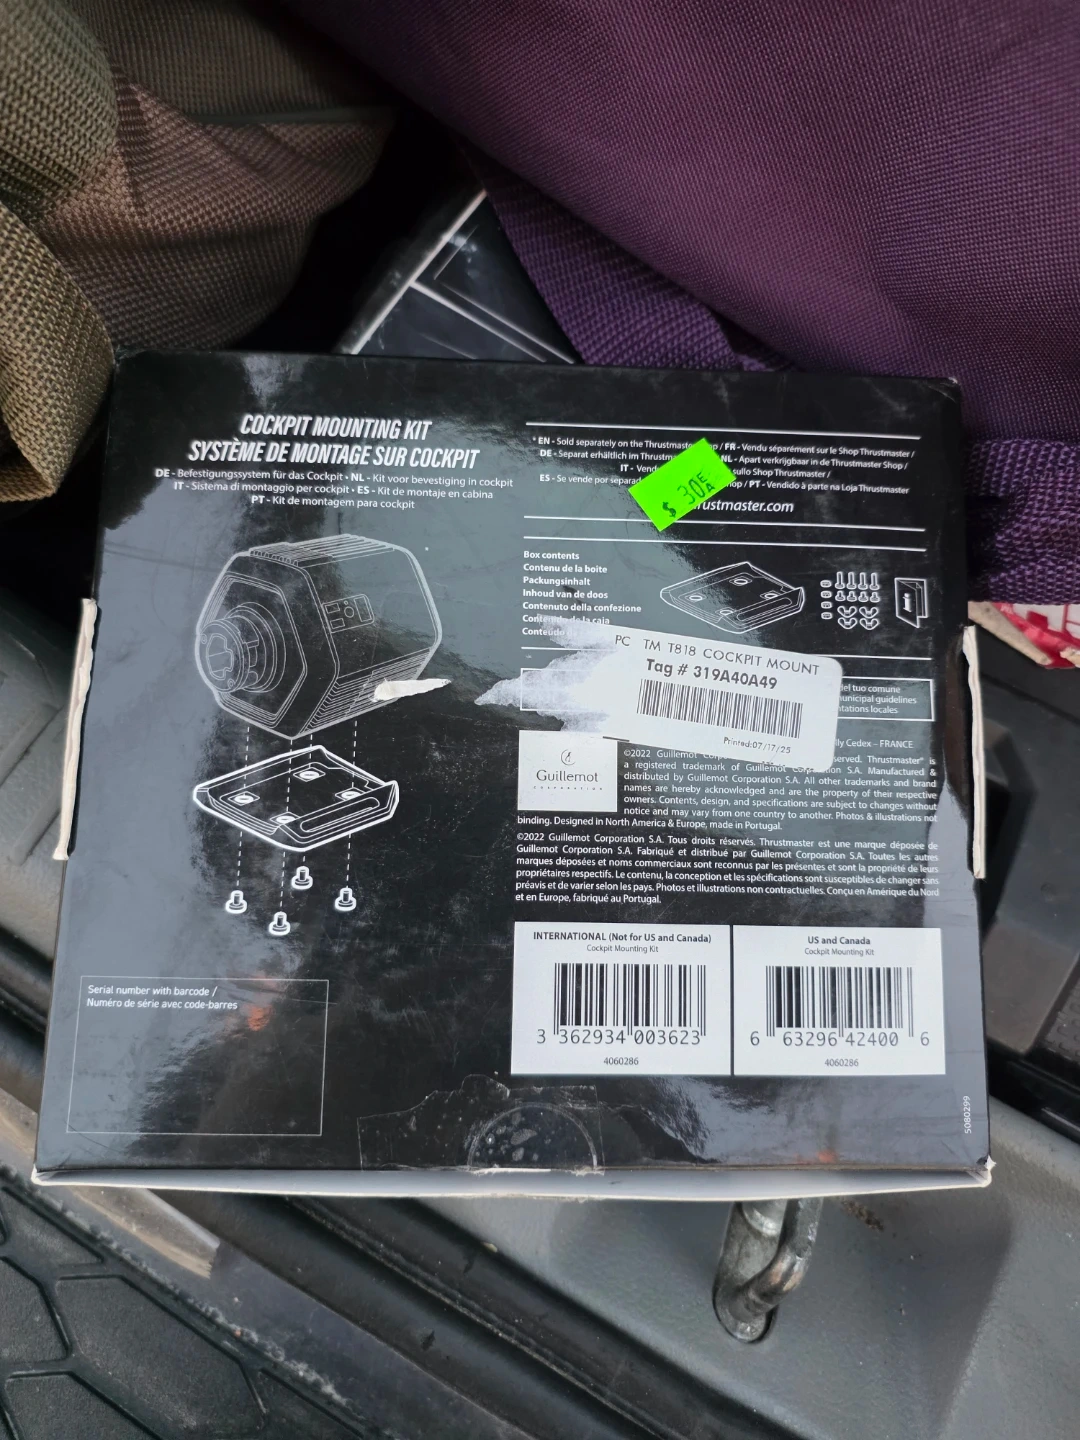 COCKPIT MOUNTING KIT
SYSTÈME DE MONTAGE SUR COCKPIT
DE - Befestigungssystem für das Cockpit • NL - Kit voor bevestiging in cockpit
IT - Sistema di montaggio per cockpit • ES - Kit de montaje en cabina
PT - Kit de montagem para cockpit
* EN - Sold separately on the Thrustmaster / FR - Vendu séparément sur le Shop Thrustmaster /
DE - Separat erhältlich im NL - Apart verkrijgbaar in de Thrustmaster Shop /
IT - sullo Shop Thrustmaster /
ES - Se vende por / PT - Vendido à parte na Loja Thrustmaster
$ 30 EA
Box contents
Contenu de la boite
Packungsinhalt
Inhoud van de doos
Contenuto della confezione
de la caja
PC TM T818 COCKPIT MOUNT
Tag # 319A40A49
Printed:07/17/25
del tuo comune
municipal guidelines
locales
Cedex – FRANCE
Guillemot
CORPORATION
©2022 Guillemot Thrustmaster® is
a registered trademark of Guillemot S.A. Manufactured &
distributed by Guillemot Corporation S.A. All other trademarks and brand
names are hereby acknowledged and are the property of their respective
owners. Contents, design, and specifications are subject to changes without
notice and may vary from one country to another. Photos & illustrations not
binding. Designed in North America & Europe, made in Portugal.
©2022 Guillemot Corporation S.A. Tous droits réservés. Thrustmaster est une marque déposée de
Guillemot Corporation S.A. Fabriqué et distribué par Guillemot Corporation S.A. Toutes les autres
marques déposées et noms commerciaux sont reconnus par les présentes et sont la propriété de leurs
propriétaires respectifs. Le contenu, la conception et les spécifications sont susceptibles de changer sans
préavis et de varier selon les pays. Photos et illustrations non contractuelles. Conçu en Amérique du Nord
et en Europe, fabriqué au Portugal.
INTERNATIONAL (Not for US and Canada)
Cockpit Mounting Kit
3 362934 003623
4060286
US and Canada
Cockpit Mounting Kit
6 63296 42400 6
4060286
Serial number with barcode /
Numéro de série avec code-barres
5080299